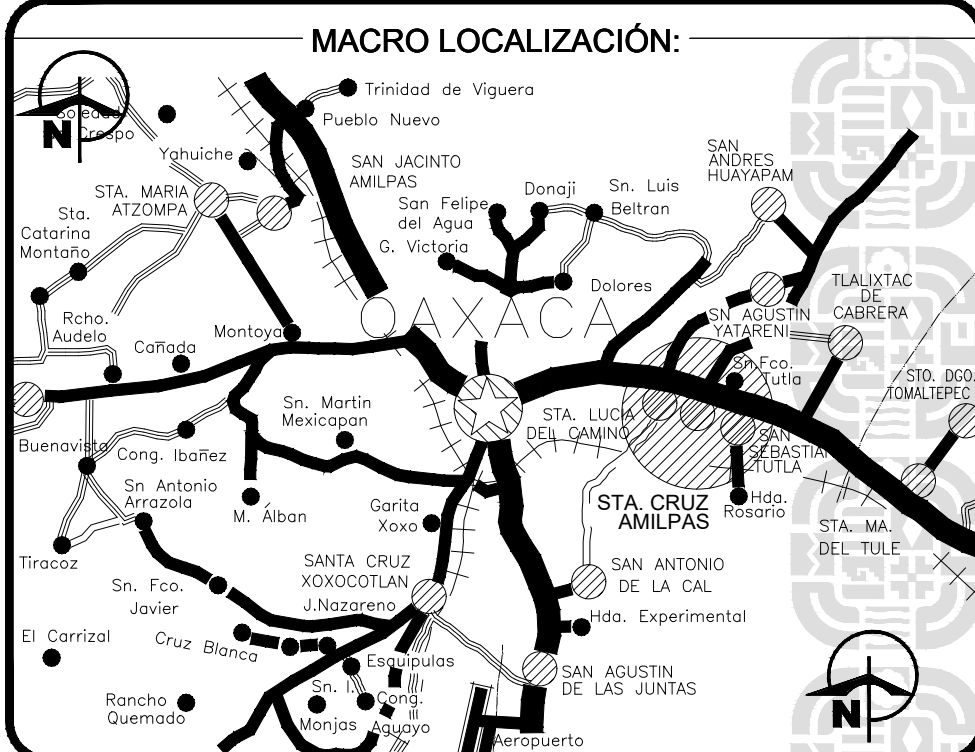 MACRO LOCALIZACIÓN:
Trinidad de Viguera
Pueblo Nuevo
Soledad
Crespo
N
Yahuiche
SAN JACINTO
AMILPAS
STA. MARIA
ATZOMPA
SAN
ANDRES
HUAYAPAM
Donaji
Sn. Luis
Beltran
San Felipe
del Agua
G. Victoria
Sta.
Catarina
Montaño
Dolores
TLALIXTAC
DE
CABRERA
OAXACA
SN AGUSTIN
YATARENI
Rcho.
Audelo
Montoya
Cañada
Sn.Fco.
Tutla
STO. DGO.
TOMALTEPEC
Sn. Martin
Mexicapan
STA. LUCIA
DEL CAMINO
SAN
SEBASTIAN
TUTLA
Buenavista
Cong. Ibañez
Sn Antonio
Arrazola
M. Álban
Garita
Xoxo
STA. CRUZ
AMILPAS
Hda.
Rosario
STA. MA.
DEL TULE
Tiracoz
SANTA CRUZ
XOXOCOTLAN
J.Nazareno
SAN ANTONIO
DE LA CAL
Sn. Fco.
Javier
Hda. Experimental
El Carrizal
Cruz Blanca
Esquipulas
SAN AGUSTIN
DE LAS JUNTAS
Rancho
Quemado
Sn. I.
Monjas
Cong.
Aguayo
Aeropuerto
N